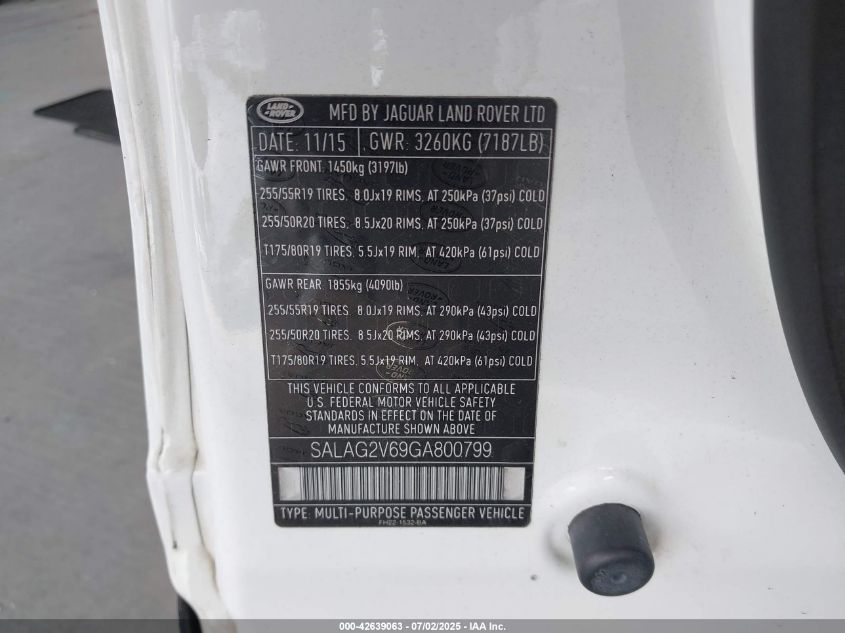 LAND ROVER
MFD BY JAGUAR LAND ROVER LTD
DATE: 11/15 GWR: 3260KG (7187LB)
GAWR FRONT: 1450kg (3197lb)
255/55R19 TIRES, 8.0Jx19 RIMS, AT 250kPa (37psi) COLD
255/50R20 TIRES, 8.5Jx20 RIMS, AT 250kPa (37psi) COLD
T175/80R19 TIRES, 5.5Jx19 RIM, AT 420kPa (61psi) COLD
GAWR REAR: 1855kg (4090lb)
255/55R19 TIRES, 8.0Jx19 RIMS, AT 290kPa (43psi) COLD
255/50R20 TIRES, 8.5Jx20 RIMS, AT 290kPa (43psi) COLD
T175/80R19 TIRES, 5.5Jx19 RIM, AT 420kPa (61psi) COLD
THIS VEHICLE CONFORMS TO ALL APPLICABLE
U.S. FEDERAL MOTOR VEHICLE SAFETY
STANDARDS IN EFFECT ON THE DATE OF
MANUFACTURE SHOWN ABOVE
SALAG2V69GA800799
TYPE: MULTI-PURPOSE PASSENGER VEHICLE
FH22-1532-BA
000-42639063 - 07/02/2025 - IAA Inc.